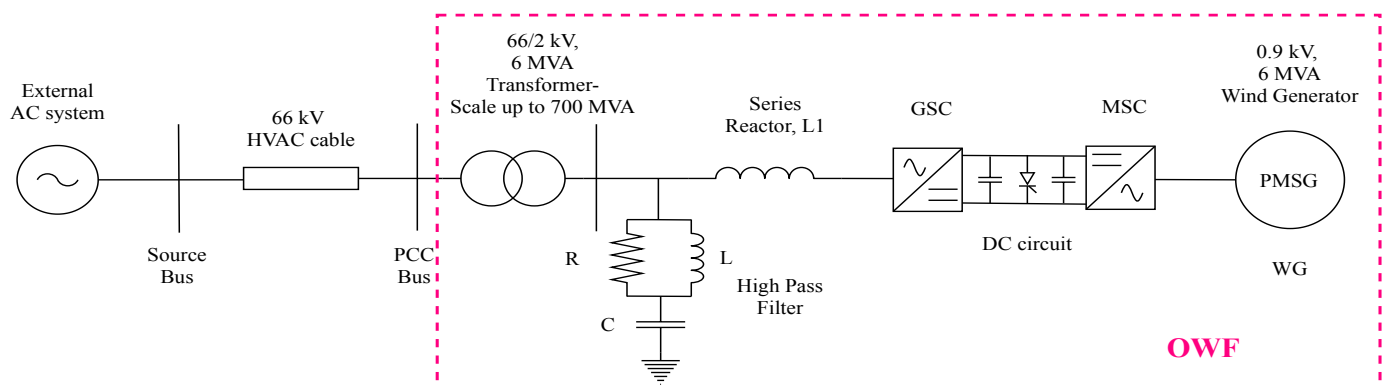 External
AC system
Source
Bus
66 kV
HVAC cable
PCC
Bus
66/2 kV,
6 MVA
Transformer-
Scale up to 700 MVA
R
L
C
High Pass
Filter
Series
Reactor, L1
GSC
DC circuit
MSC
0.9 kV,
6 MVA
Wind Generator
PMSG
WG
OWF